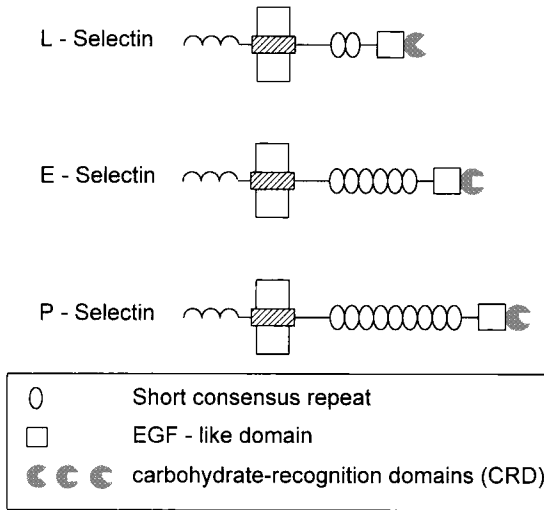 L - Selectin
E - Selectin
P - Selectin
Short consensus repeat
EGF - like domain
carbohydrate-recognition domains (CRD)